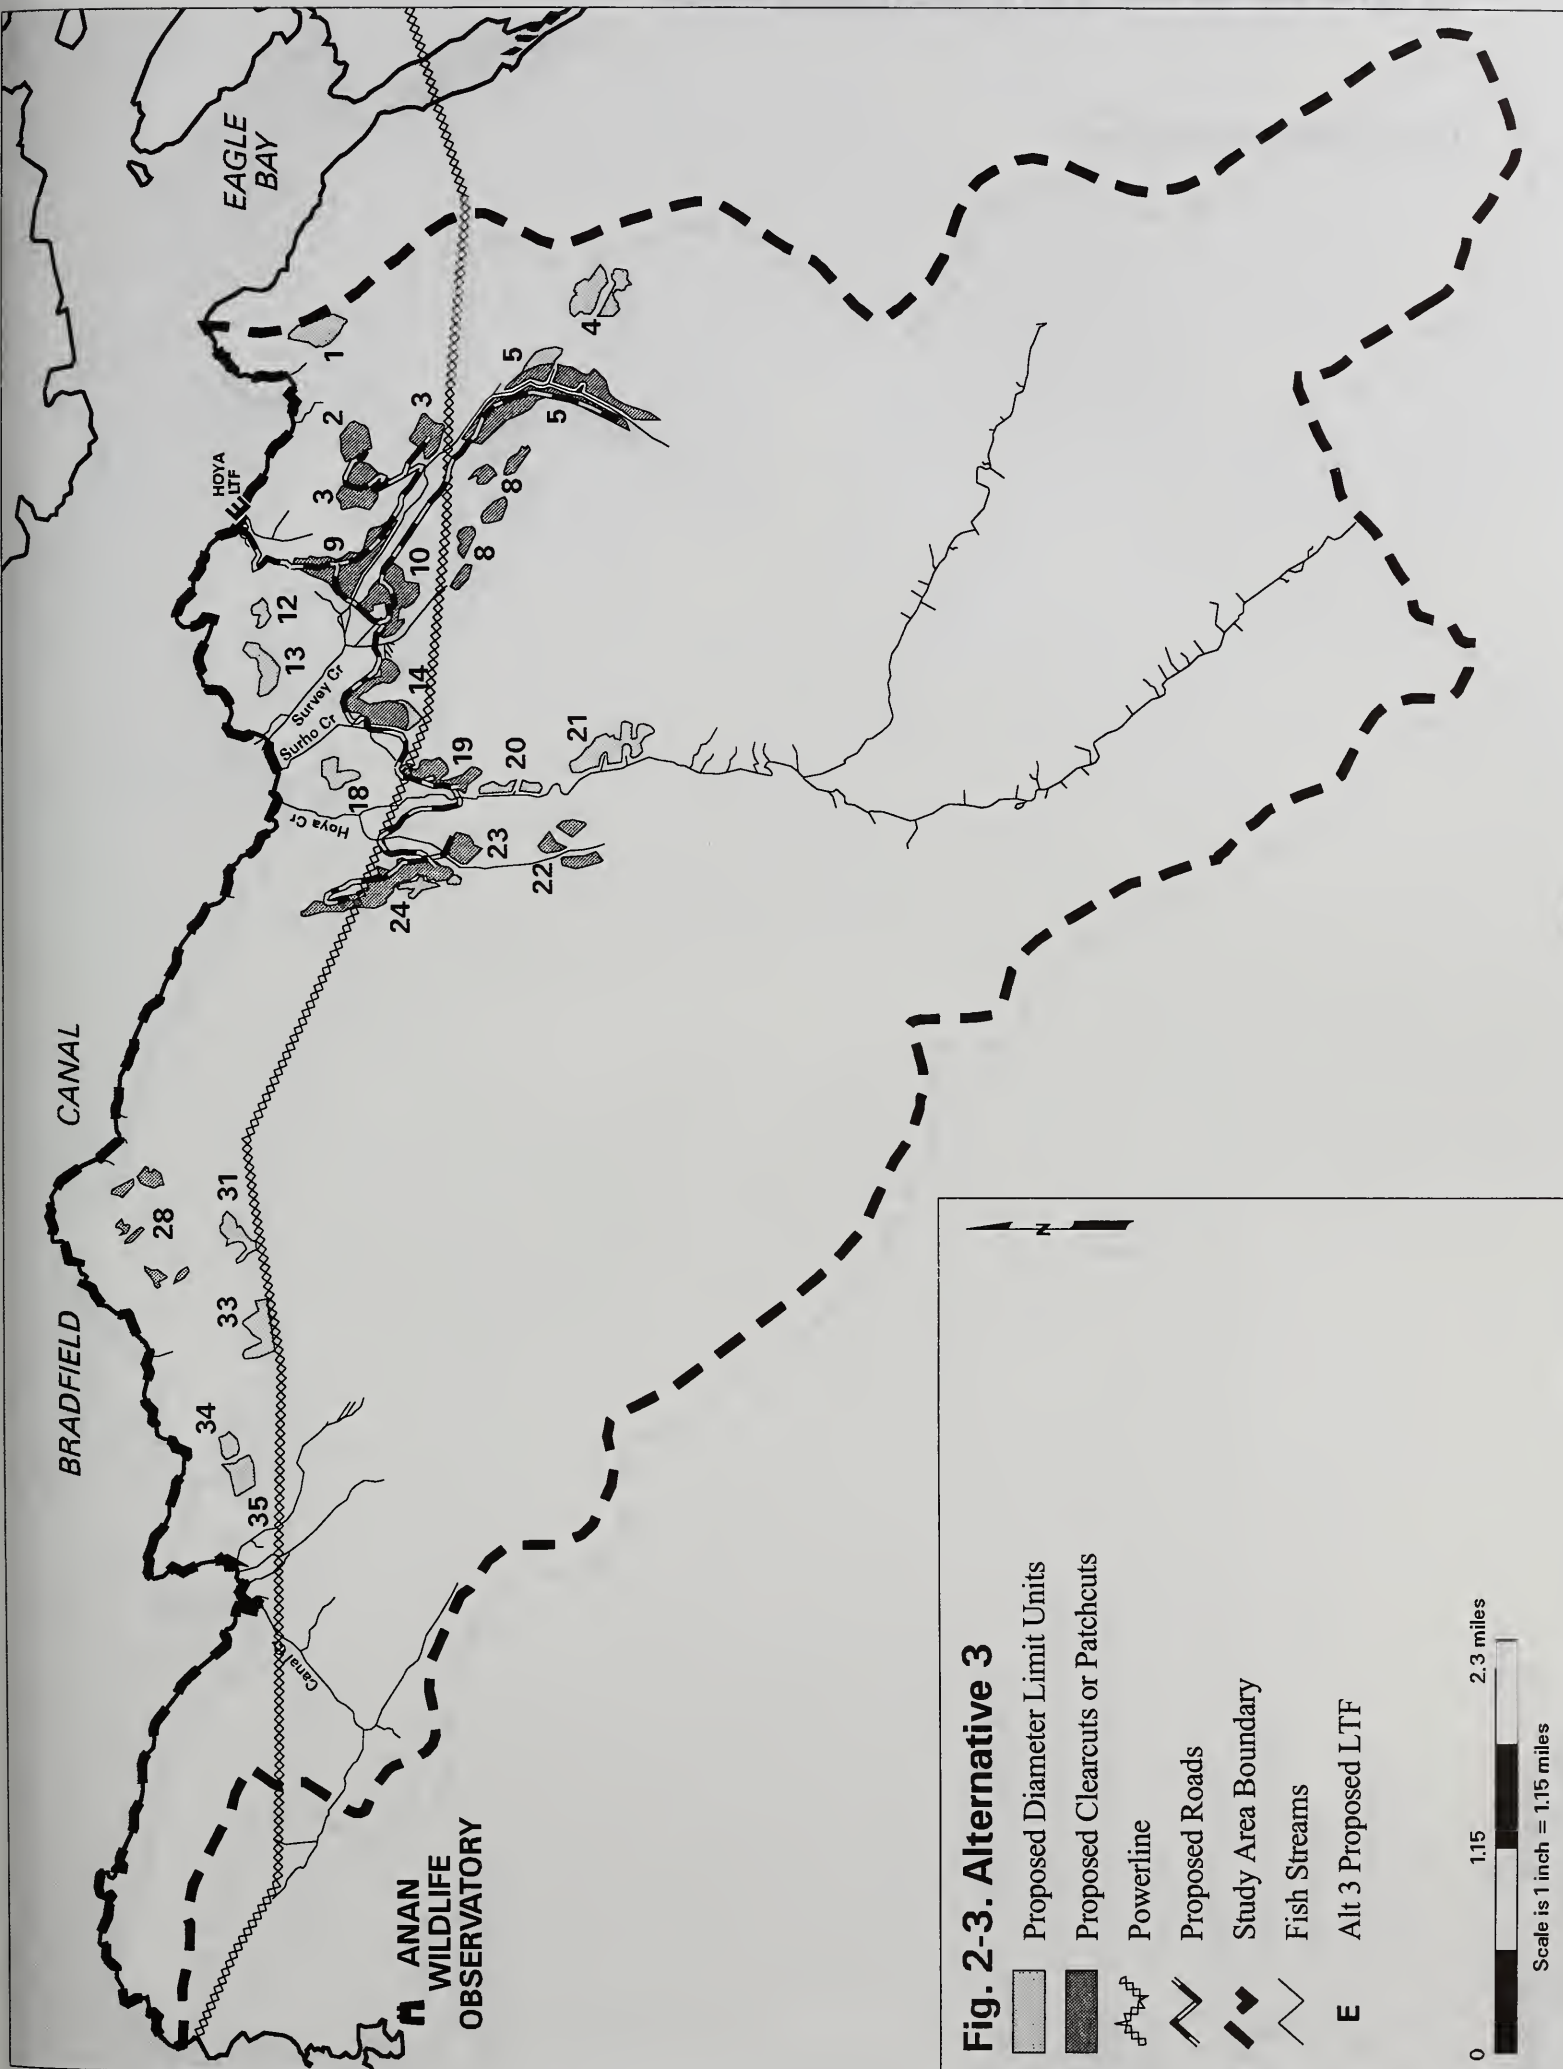 EAGLE
BAY
1
4
5
5
2
3
3
HOYA
LTF
E
9
10
8
8
12
13
14
Survey Cr
Surho Cr
19
20
21
18
Hoya Cr
23
22
24
CANAL
BRADFIELD
28
31
33
34
35
Canal
ANAN
WILDLIFE
OBSERVATORY
N
Fig. 2-3. Alternative 3
Proposed Diameter Limit Units
Proposed Clearcuts or Patchcuts
Powerline
Proposed Roads
Study Area Boundary
Fish Streams
E Alt 3 Proposed LTF
0 1.15 2.3 miles
Scale is 1 inch = 1.15 miles